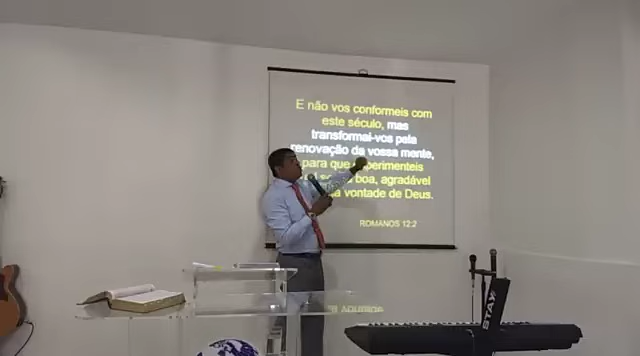 E não vos conformeis com
este século, mas
transformai-vos pela
renovação da vossa mente,
para que experimenteis
boa, agradável
vontade de Deus.
ROMANOS 12:2
STAY